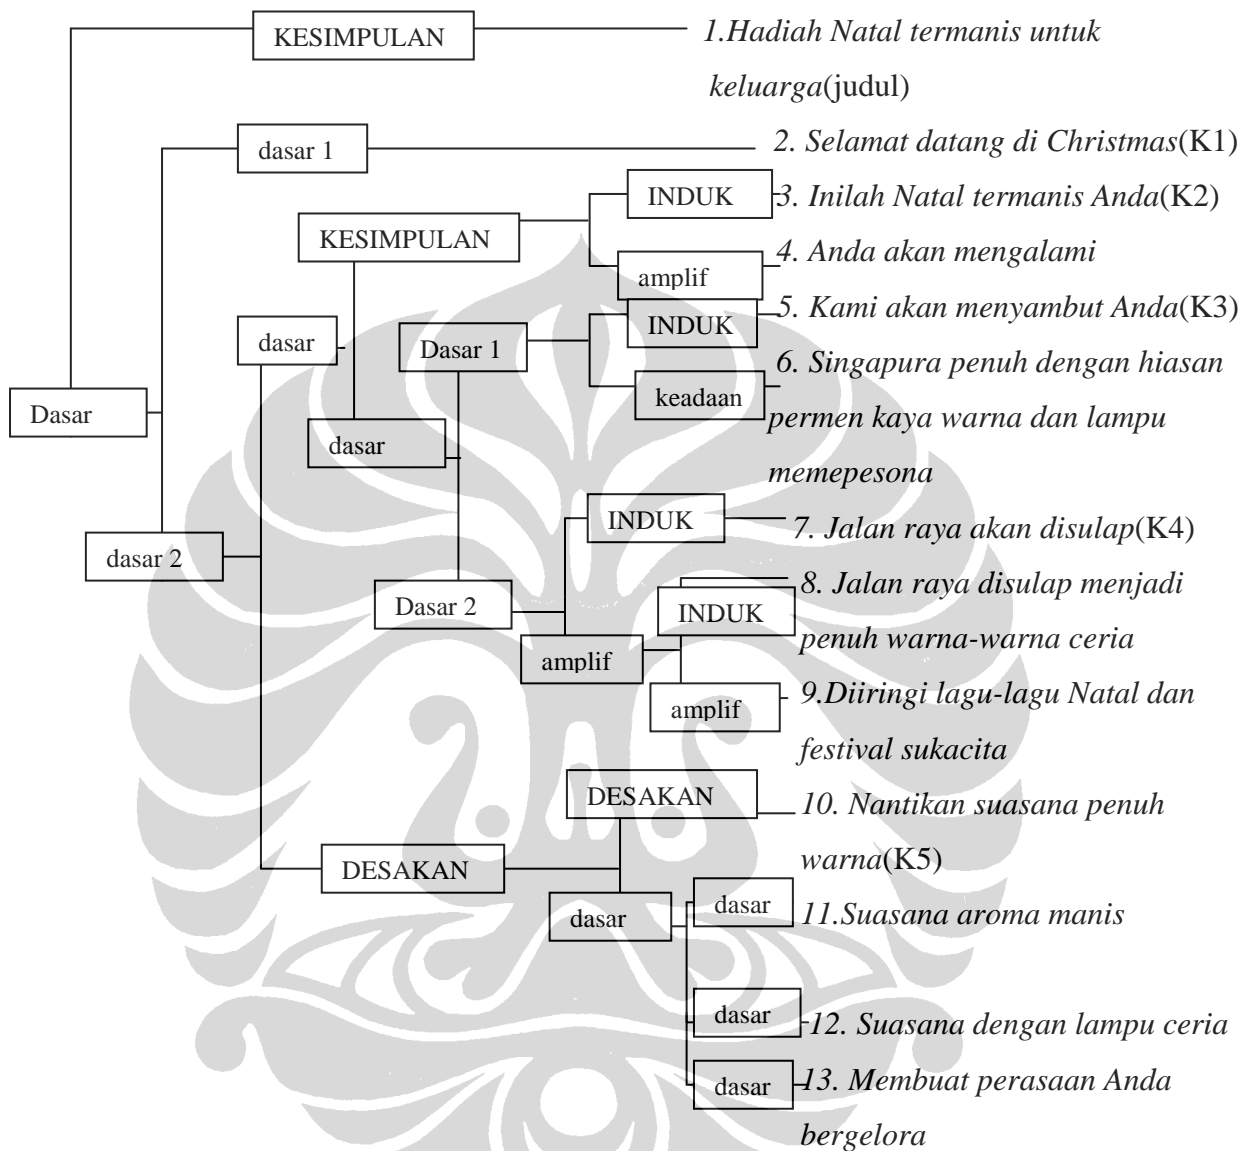 KESIMPULAN
1.Hadiah Natal termanis untuk
keluarga(judul)
dasar 1
2. Selamat datang di Christmas(K1)
INDUK
3. Inilah Natal termanis Anda(K2)
KESIMPULAN
amplif
4. Anda akan mengalami
INDUK
5. Kami akan menyambut Anda(K3)
dasar
Dasar 1
keadaan
6. Singapura penuh dengan hiasan
permen kaya warna dan lampu
memepesona
Dasar
dasar
INDUK
7. Jalan raya akan disulap(K4)
dasar 2
Dasar 2
INDUK
8. Jalan raya disulap menjadi
penuh warna-warna ceria
amplif
amplif
9.Diiringi lagu-lagu Natal dan
festival sukacita
DESAKAN
10. Nantikan suasana penuh
warna(K5)
DESAKAN
dasar
dasar
11.Suasana aroma manis
dasar
12. Suasana dengan lampu ceria
dasar
13. Membuat perasaan Anda
bergelora